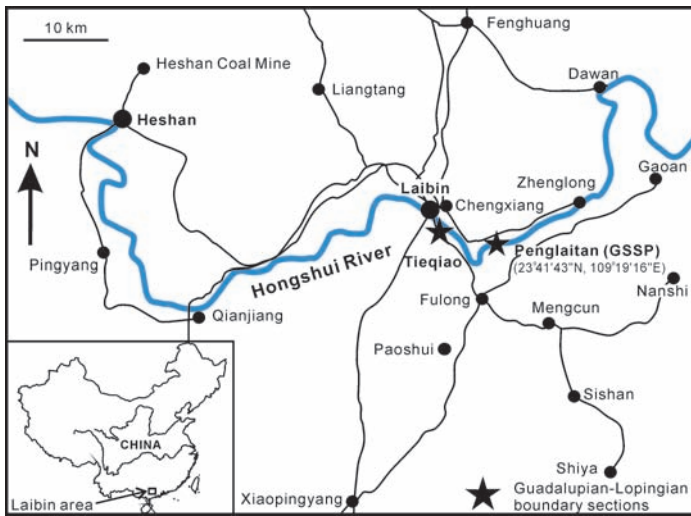 10 km
Fenghuang
Heshan Coal Mine
Dawan
Liangtang
Heshan
N
Gaoan
Laibin
Zhenglong
Chengxiang
Penglaitan (GSSP)
(23°41'43"N, 109°19'16"E)
Tieqiao
Pingyang
Hongshui River
Nanshi
Fulong
Mengcun
Qianjiang
Paoshui
Sishan
CHINA
Shiya
Laibin area
Guadalupian-Lopingian
boundary sections
Xiaopingyang